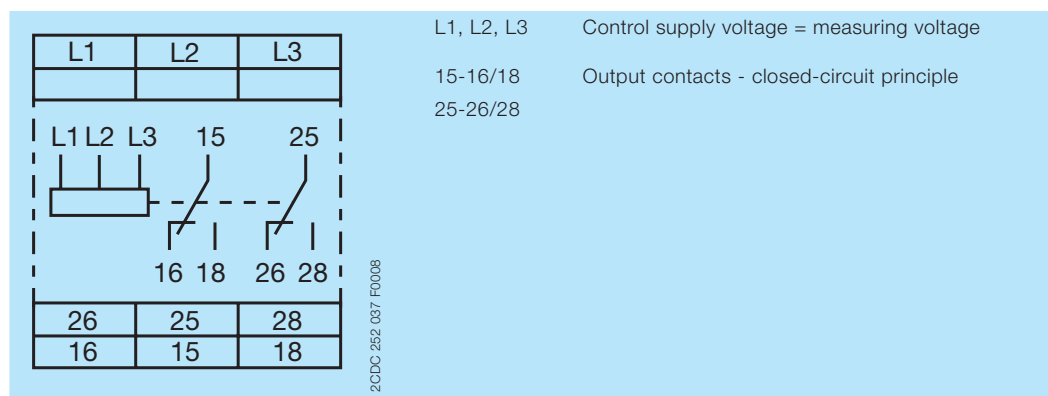 L1 L2 L3
L1 L2 L3 15 25
16 18 26 28
26 25 28
16 15 18
2CDC 252 037 F0008
L1, L2, L3 Control supply voltage = measuring voltage
15-16/18 Output contacts - closed-circuit principle
25-26/28